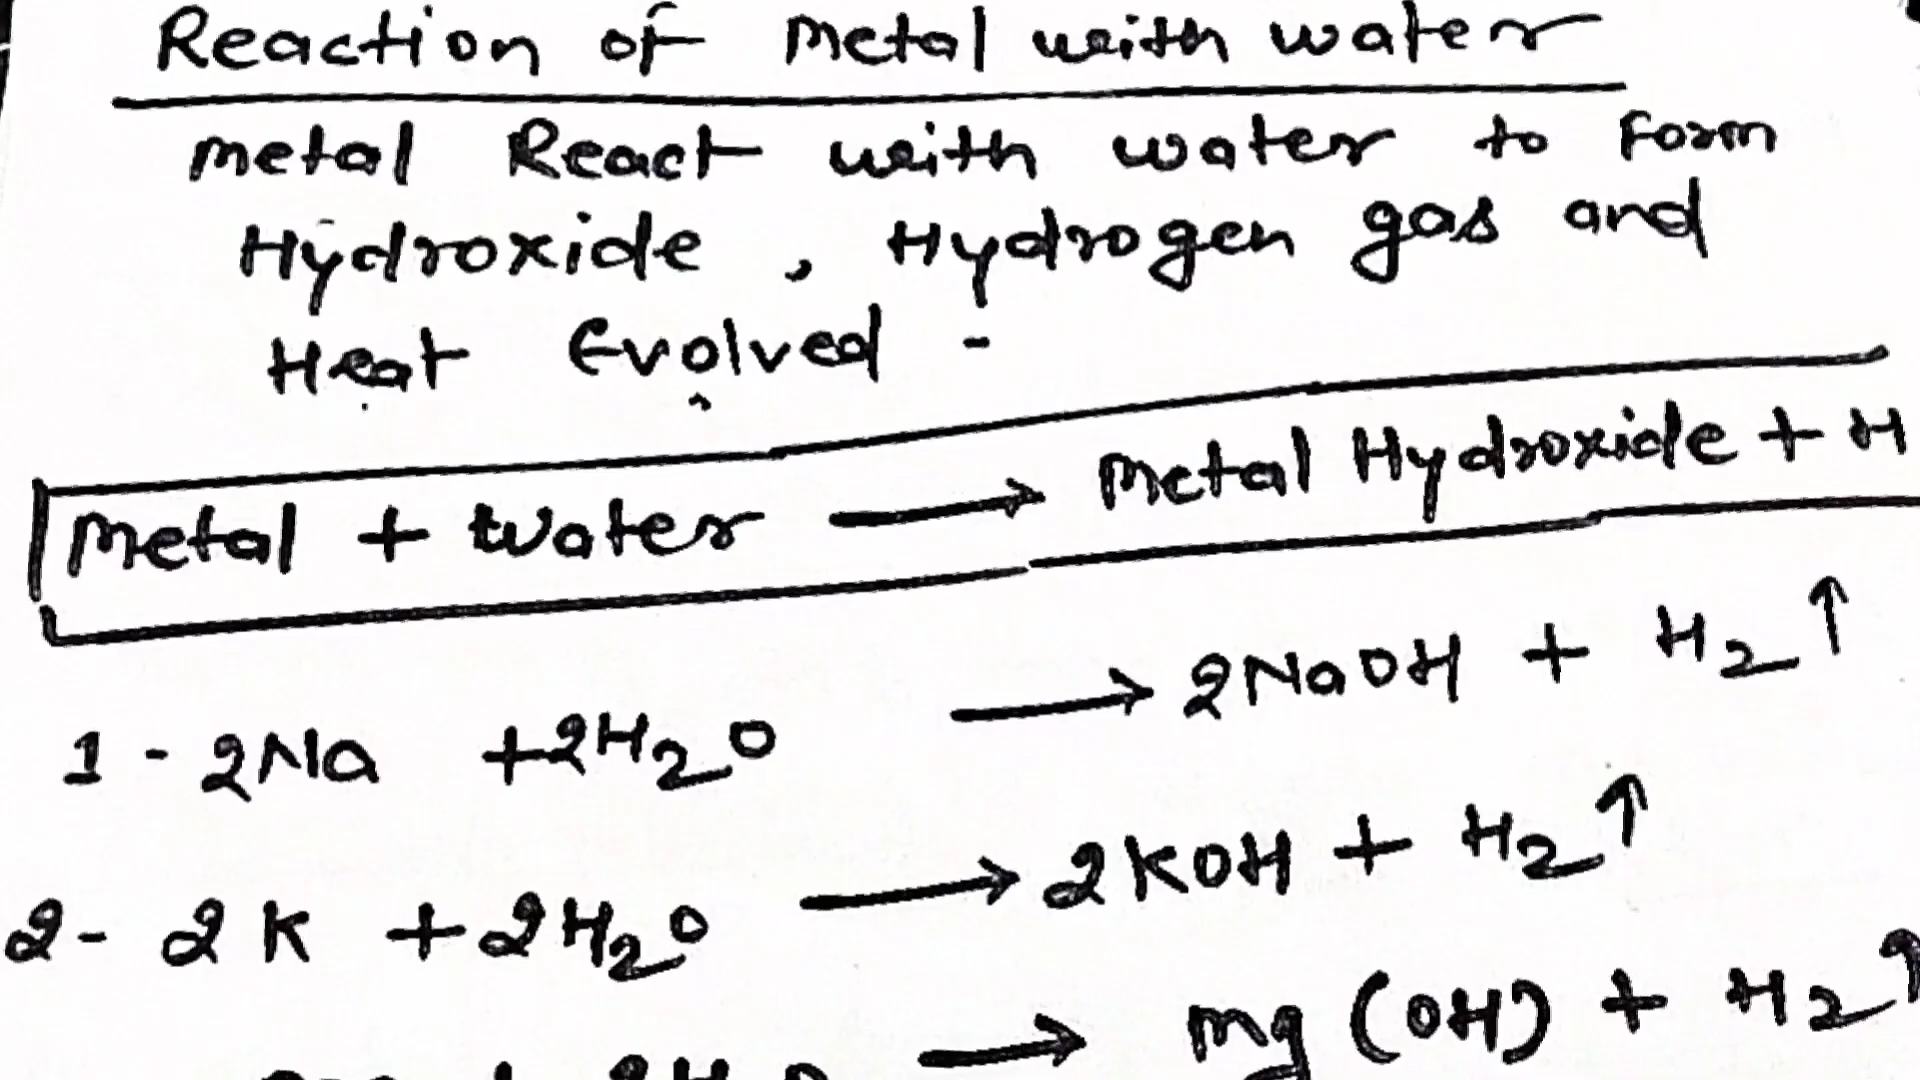 Reaction of Metal with water
metal React with water to Form
Hydroxide , Hydrogen gas and
Heat Evolved -
Metal + Water → Metal Hydroxide + H
1 - 2Na +2H₂O → 2NaOH + H₂↑
2- 2K +2H₂O → 2KOH + H₂↑
→ Mg (OH) + H₂↑